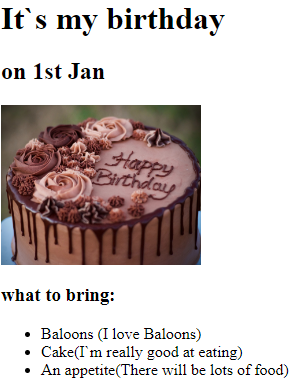 It`s my birthday
on 1st Jan
Happy
Birthday
what to bring:
Baloons (I love Baloons)
Cake(I`m really good at eating)
An appetite(There will be lots of food)